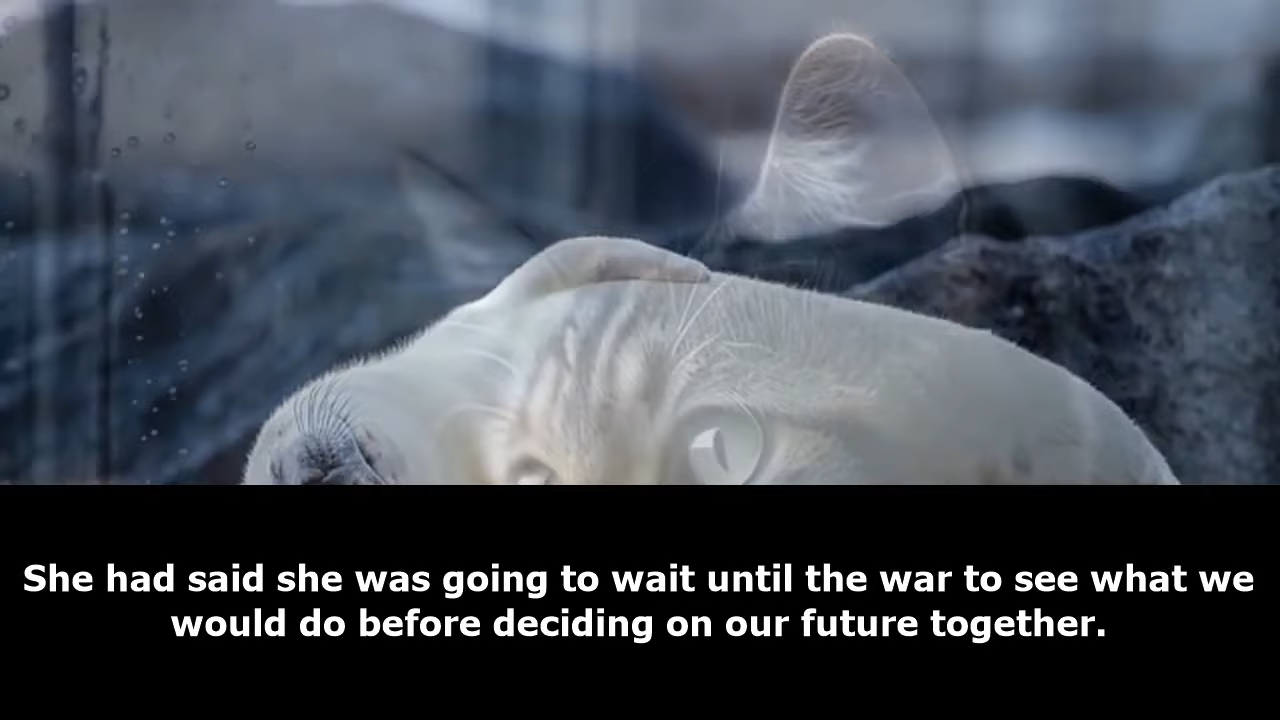 She had said she was going to wait until the war to see what we
would do before deciding on our future together.